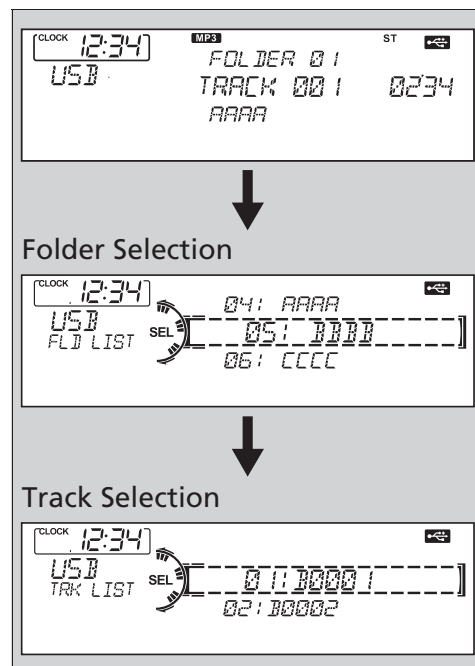 CLOCK 12:34 MP3 ST
USB FOLDER 01
TRACK 001 02'34
AAAA
Folder Selection
CLOCK 12:34 04: AAAA
USB SEL 05: BBBB
FLD LIST 06: CCCC
Track Selection
CLOCK 12:34
USB SEL 01: B0001
TRK LIST 02: B0002